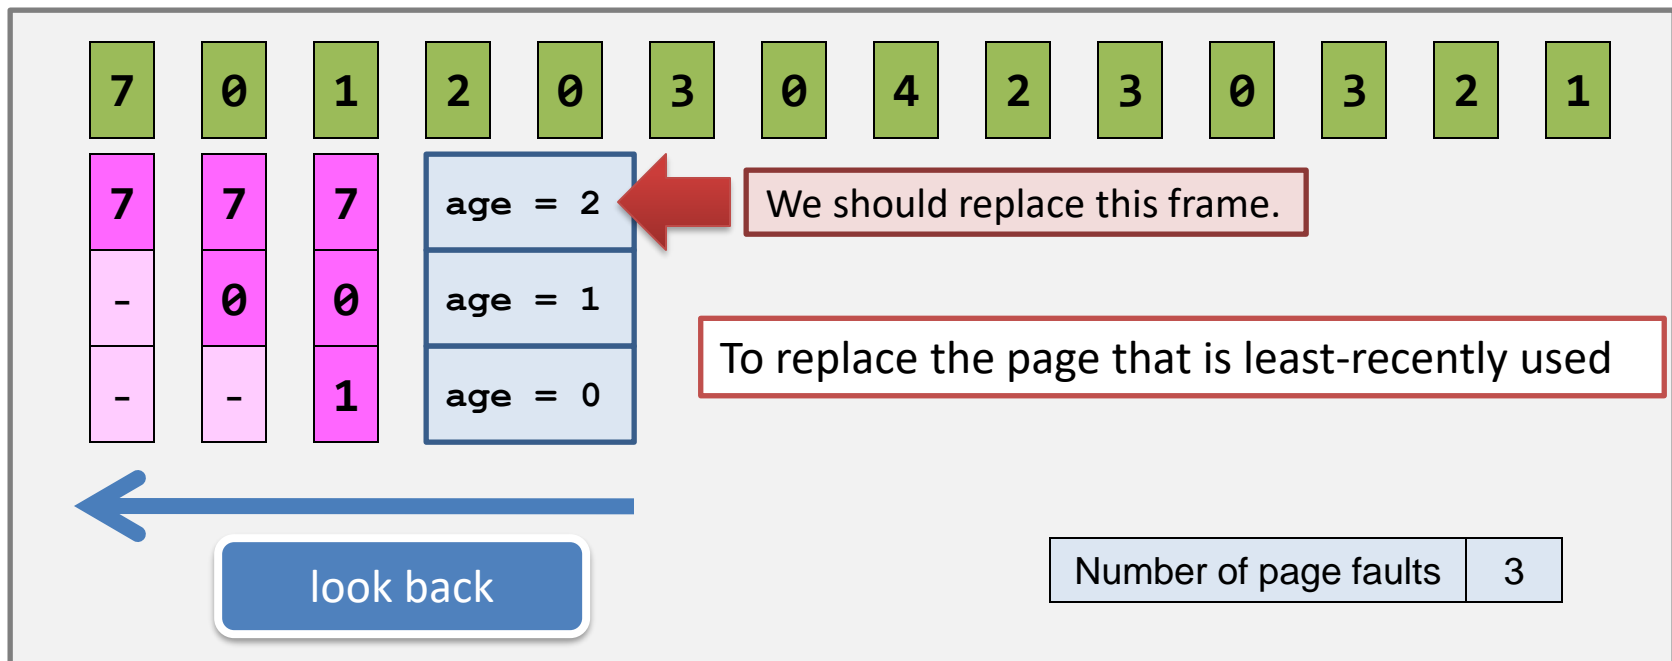 7 0 1 2 0 3 0 4 2 3 0 3 2 1
7 7 7 age = 2 We should replace this frame.
- 0 0 age = 1
To replace the page that is least-recently used
- - 1 age = 0
look back
Number of page faults 3